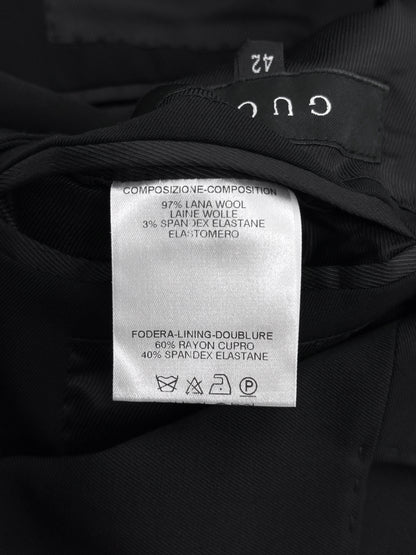 42
GUC
COMPOSIZIONE-COMPOSITION
97% LANA WOOL
LAINE WOLLE
3% SPANDEX ELASTANE
ELASTOMERO
FODERA-LINING-DOUBLURE
60% RAYON CUPRO
40% SPANDEX ELASTANE
P